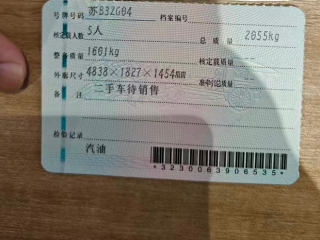 号牌号码 苏B3ZG04 档案编号
核定载人数 5人 总质量 2055kg
整备质量 1601kg 核定载质量
外廓尺寸 4838×1827×1454mm 准牵引总质量
备注 二手车待销售
检验记录
汽油
*3230063906535*